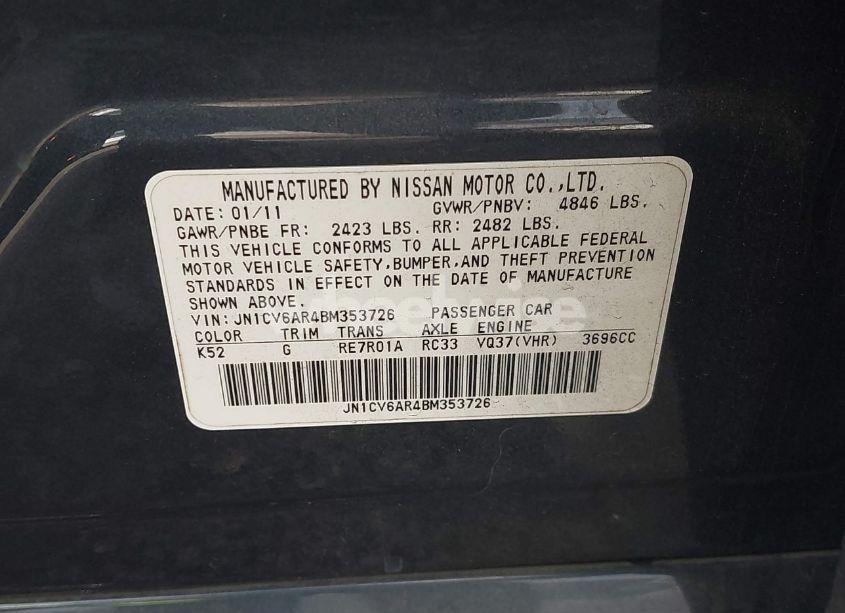 MANUFACTURED BY NISSAN MOTOR CO.,LTD.
DATE: 01/11 GVWR/PNBV: 4846 LBS.
GAWR/PNBE FR: 2423 LBS. RR: 2482 LBS.
THIS VEHICLE CONFORMS TO ALL APPLICABLE FEDERAL
MOTOR VEHICLE SAFETY,BUMPER,AND THEFT PREVENTION
STANDARDS IN EFFECT ON THE DATE OF MANUFACTURE
SHOWN ABOVE.
VIN: JN1CV6AR4BM353726 PASSENGER CAR
COLOR TRIM TRANS AXLE ENGINE
K52 G RE7R01A RC33 VQ37(VHR) 3696CC
JN1CV6AR4BM353726